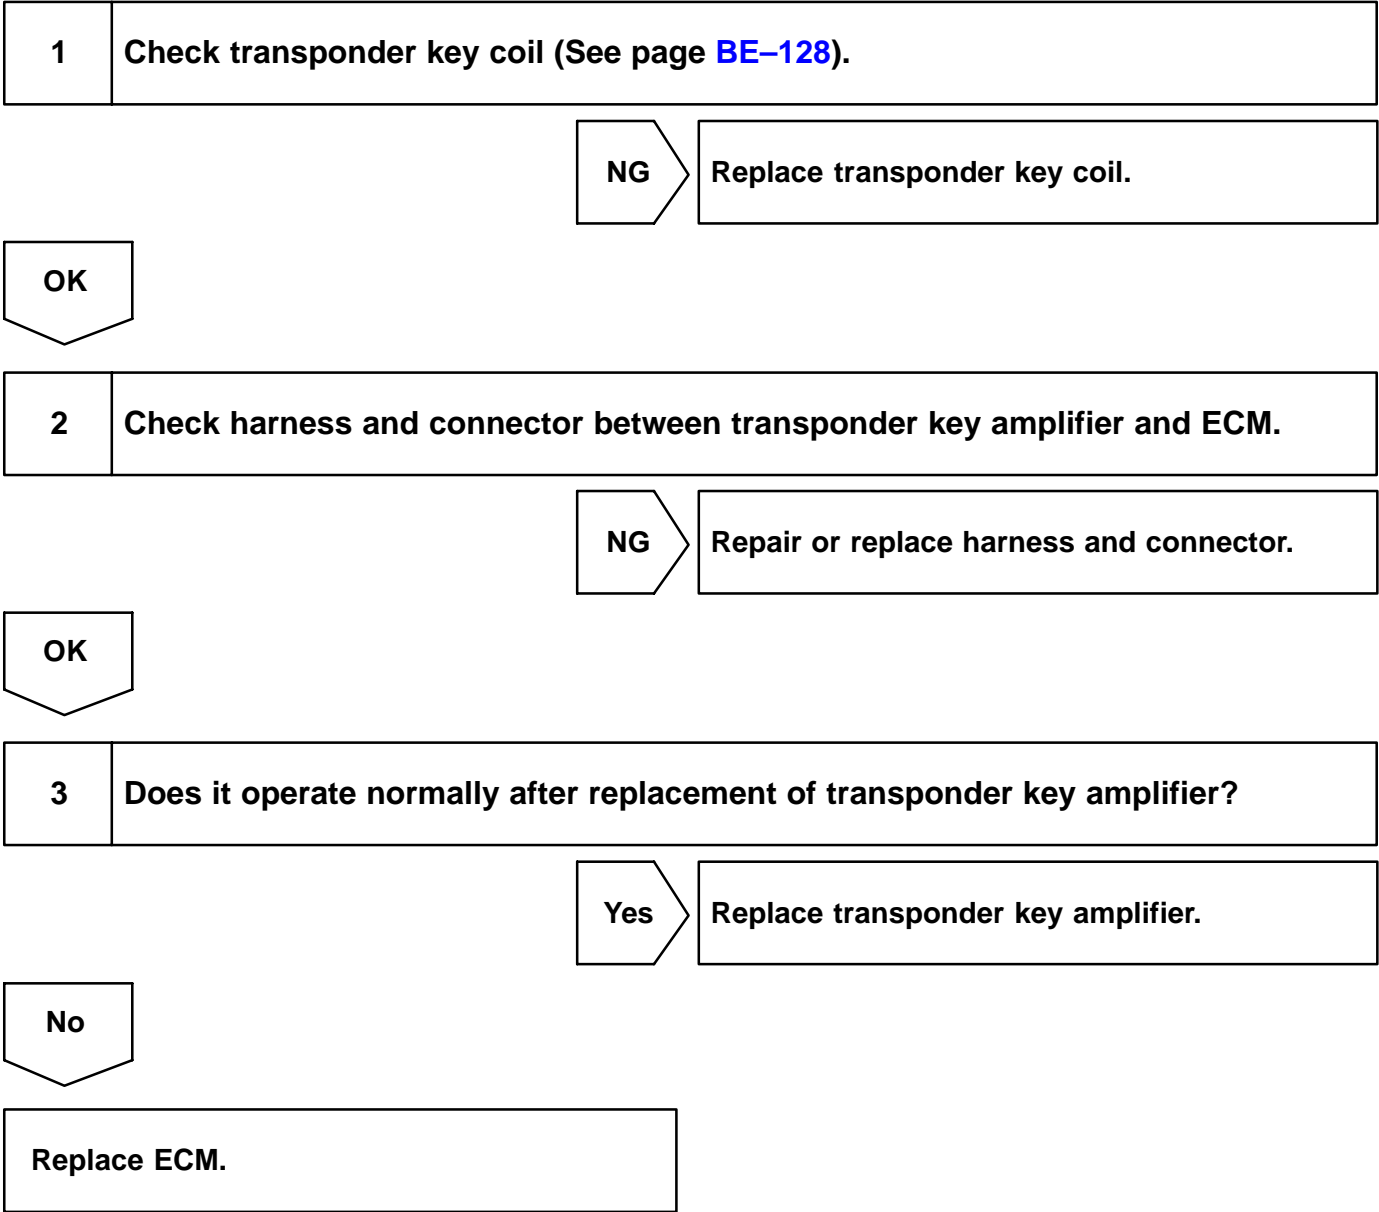 1 Check transponder key coil (See page BE–128).
NG Replace transponder key coil.
OK
2 Check harness and connector between transponder key amplifier and ECM.
NG Repair or replace harness and connector.
OK
3 Does it operate normally after replacement of transponder key amplifier?
Yes Replace transponder key amplifier.
No
Replace ECM.